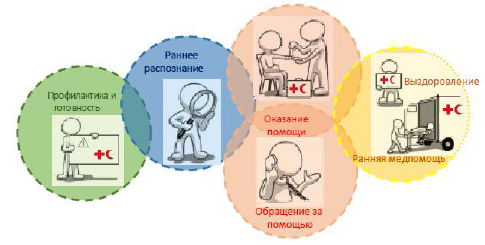 Профилактика и
готовность
Раннее
распознание
Оказание
помощи
Обращение за
помощью
Выздоровление
Ранняя медпомощь